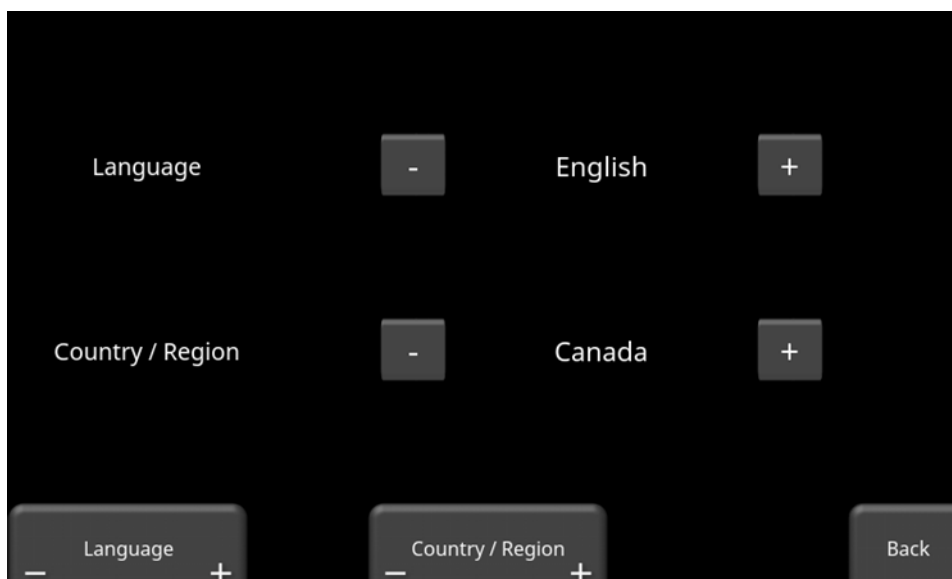 Language - English +
Country / Region - Canada +
Language
- +
Country / Region
- +
Back